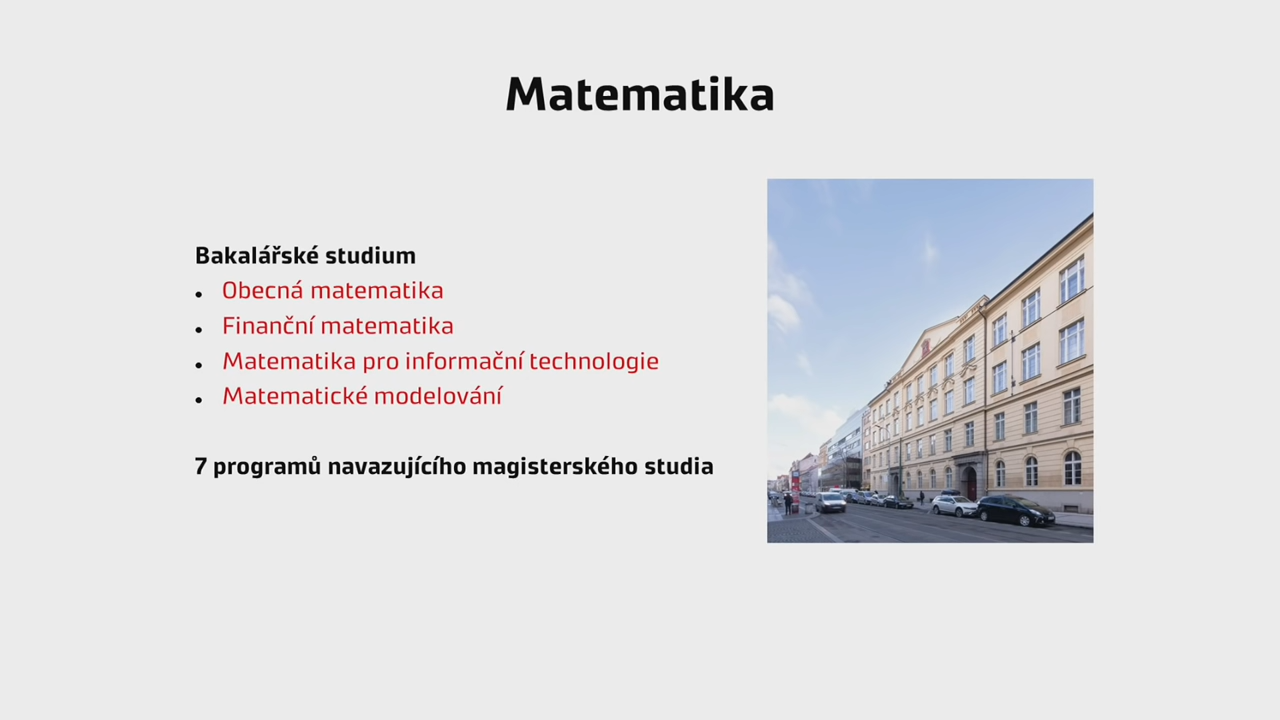 Matematika
Bakalářské studium
• Obecná matematika
• Finanční matematika
• Matematika pro informační technologie
• Matematické modelování
7 programů navazujícího magisterského studia